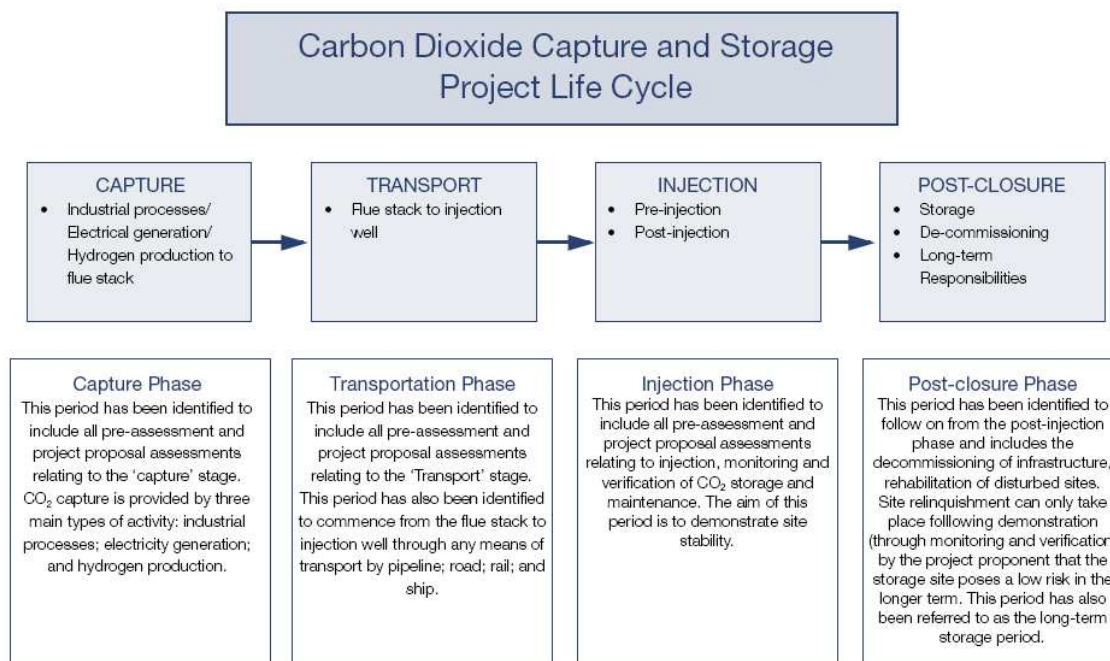 Carbon Dioxide Capture and Storage
Project Life Cycle
CAPTURE
• Industrial processes/
Electrical generation/
Hydrogen production to
flue stack
TRANSPORT
• Flue stack to injection
well
INJECTION
• Pre-injection
• Post-injection
POST-CLOSURE
• Storage
• De-commissioning
• Long-term
Responsibilities
Capture Phase
This period has been identified to
include all pre-assessment and
project proposal assessments
relating to the ‘capture’ stage.
CO₂ capture is provided by three
main types of activity: industrial
processes; electricity generation;
and hydrogen production.
Transportation Phase
This period has been identified to
include all pre-assessment and
project proposal assessments
relating to the ‘Transport’ stage.
This period has also been identified
to commence from the flue stack to
injection well through any means of
transport by pipeline; road; rail; and
ship.
Injection Phase
This period has been identified to
include all pre-assessment and
project proposal assessments
relating to injection, monitoring and
verification of CO₂ storage and
maintenance. The aim of this
period is to demonstrate site
stability.
Post-closure Phase
This period has been identified to
follow on from the post-injection
phase and includes the
decommissioning of infrastructure,
rehabilitation of disturbed sites.
Site relinquishment can only take
place folllowing demonstration
(through monitoring and verification
by the project proponent that the
storage site poses a low risk in the
longer term. This period has also
been referred to as the long-term
storage period.